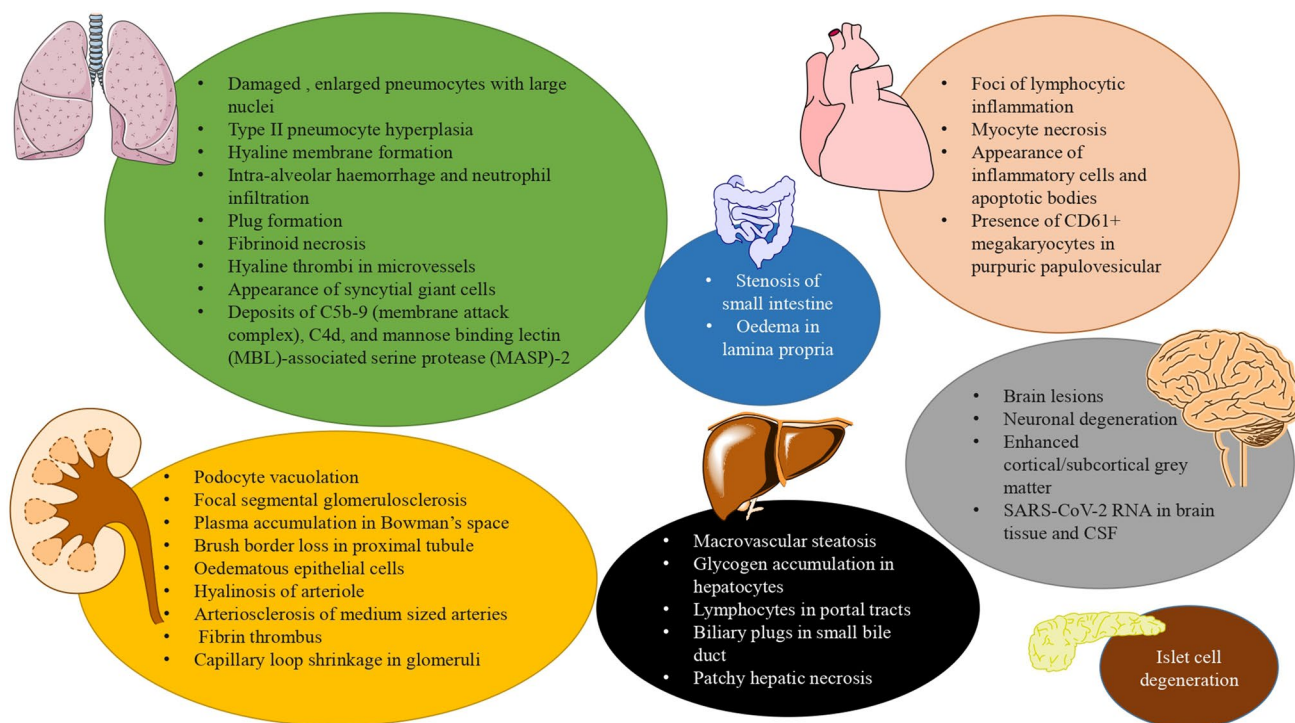 • Damaged , enlarged pneumocytes with large
nuclei
• Type II pneumocyte hyperplasia
• Hyaline membrane formation
• Intra-alveolar haemorrhage and neutrophil
infiltration
• Plug formation
• Fibrinoid necrosis
• Hyaline thrombi in microvessels
• Appearance of syncytial giant cells
• Deposits of C5b-9 (membrane attack
complex), C4d, and mannose binding lectin
(MBL)-associated serine protease (MASP)-2
• Foci of lymphocytic
inflammation
• Myocyte necrosis
• Appearance of
inflammatory cells and
apoptotic bodies
• Presence of CD61+
megakaryocytes in
purpuric papulovesicular
• Stenosis of
small intestine
• Oedema in
lamina propria
• Brain lesions
• Neuronal degeneration
• Enhanced
cortical/subcortical grey
matter
• SARS-CoV-2 RNA in brain
tissue and CSF
• Podocyte vacuolation
• Focal segmental glomerulosclerosis
• Plasma accumulation in Bowman’s space
• Brush border loss in proximal tubule
• Oedematous epithelial cells
• Hyalinosis of arteriole
• Arteriosclerosis of medium sized arteries
• Fibrin thrombus
• Capillary loop shrinkage in glomeruli
• Macrovascular steatosis
• Glycogen accumulation in
hepatocytes
• Lymphocytes in portal tracts
• Biliary plugs in small bile
duct
• Patchy hepatic necrosis
Islet cell
degeneration